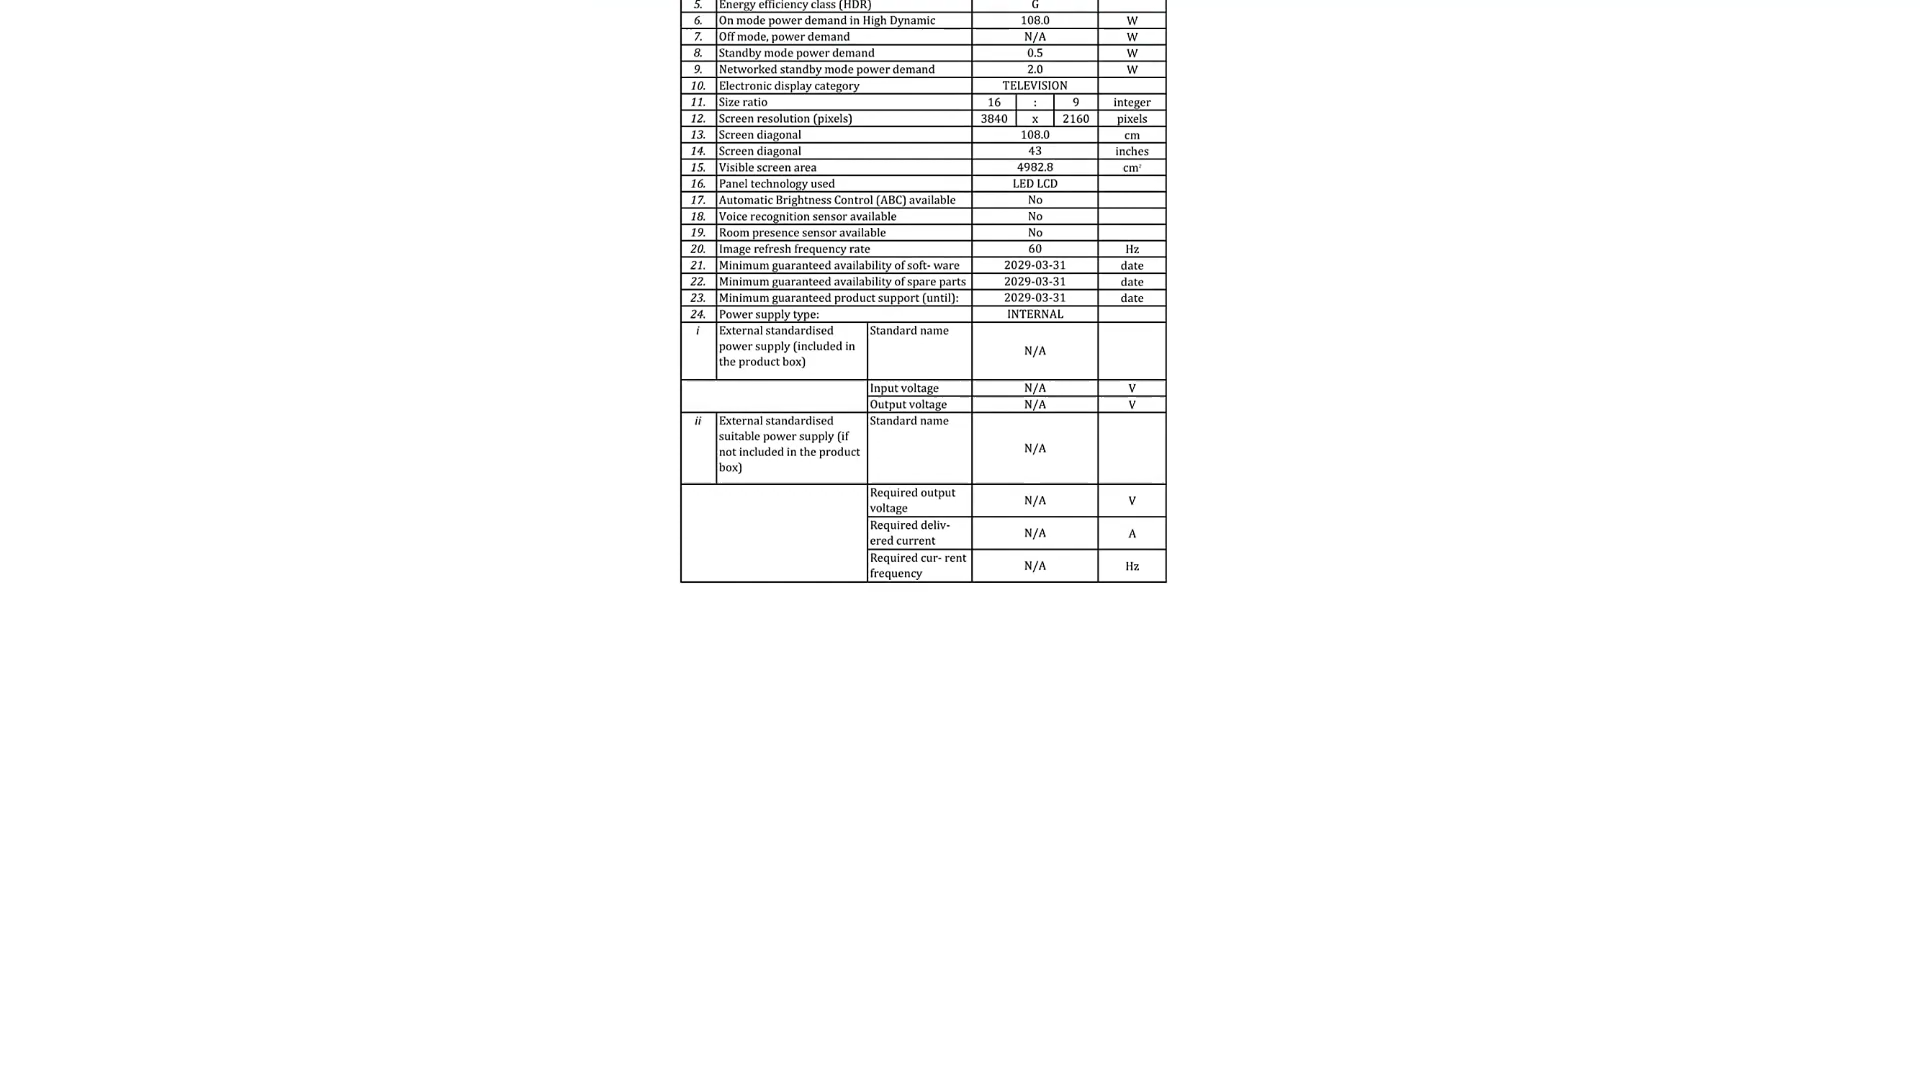 5. Energy efficiency class (HDR) G
6. On mode power demand in High Dynamic 108.0 W
7. Off mode, power demand N/A W
8. Standby mode power demand 0.5 W
9. Networked standby mode power demand 2.0 W
10. Electronic display category TELEVISION
11. Size ratio 16 : 9 integer
12. Screen resolution (pixels) 3840 x 2160 pixels
13. Screen diagonal 108.0 cm
14. Screen diagonal 43 inches
15. Visible screen area 4982.8 cm²
16. Panel technology used LED LCD
17. Automatic Brightness Control (ABC) available No
18. Voice recognition sensor available No
19. Room presence sensor available No
20. Image refresh frequency rate 60 Hz
21. Minimum guaranteed availability of soft- ware 2029-03-31 date
22. Minimum guaranteed availability of spare parts 2029-03-31 date
23. Minimum guaranteed product support (until): 2029-03-31 date
24. Power supply type: INTERNAL
i External standardised
power supply (included in
the product box)
Standard name
N/A
Input voltage N/A V
Output voltage N/A V
ii External standardised
suitable power supply (if
not included in the product
box)
Standard name
N/A
Required output
voltage
N/A V
Required deliv-
ered current
N/A A
Required cur- rent
frequency
N/A Hz